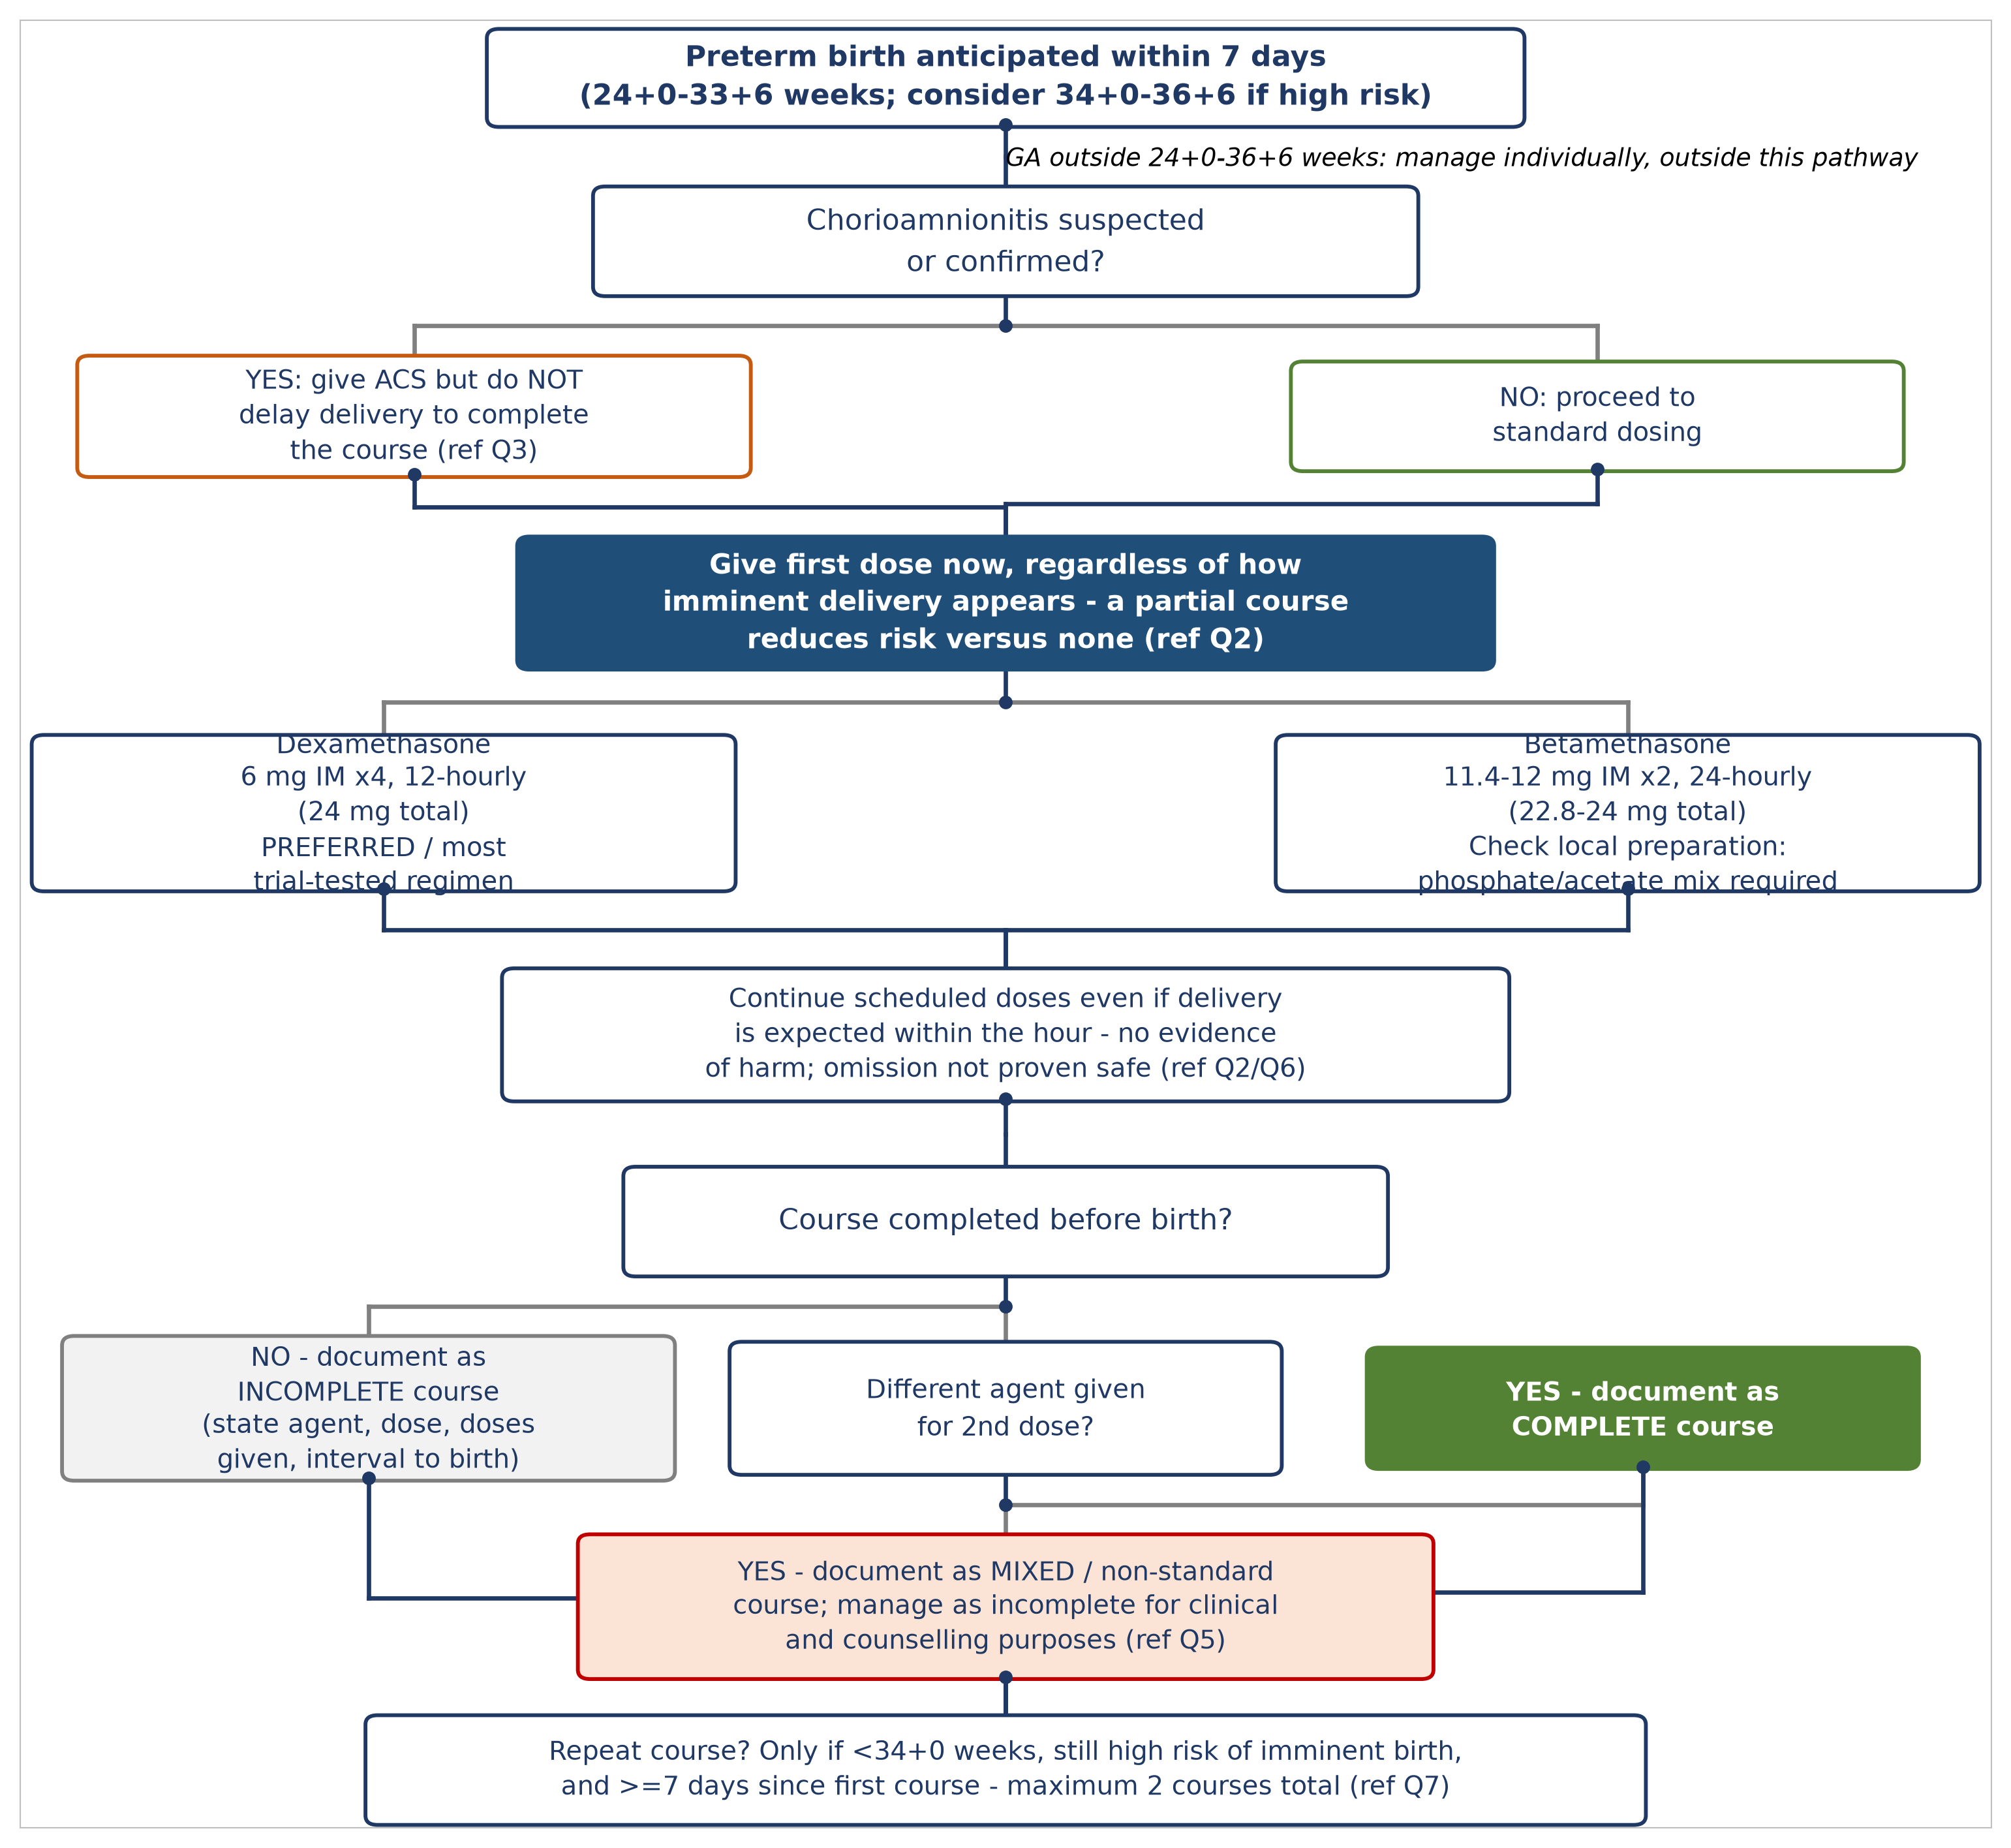 Preterm birth anticipated within 7 days
(24+0-33+6 weeks; consider 34+0-36+6 if high risk)
GA outside 24+0-36+6 weeks: manage individually, outside this pathway
Chorioamnionitis suspected
or confirmed?
YES: give ACS but do NOT
delay delivery to complete
the course (ref Q3)
NO: proceed to
standard dosing
Give first dose now, regardless of how
imminent delivery appears - a partial course
reduces risk versus none (ref Q2)
Dexamethasone
6 mg IM x4, 12-hourly
(24 mg total)
PREFERRED / most
trial-tested regimen
Betamethasone
11.4-12 mg IM x2, 24-hourly
(22.8-24 mg total)
Check local preparation:
phosphate/acetate mix required
Continue scheduled doses even if delivery
is expected within the hour - no evidence
of harm; omission not proven safe (ref Q2/Q6)
Course completed before birth?
NO - document as
INCOMPLETE course
(state agent, dose, doses
given, interval to birth)
Different agent given
for 2nd dose?
YES - document as
COMPLETE course
YES - document as MIXED / non-standard
course; manage as incomplete for clinical
and counselling purposes (ref Q5)
Repeat course? Only if <34+0 weeks, still high risk of imminent birth,
and >=7 days since first course - maximum 2 courses total (ref Q7)